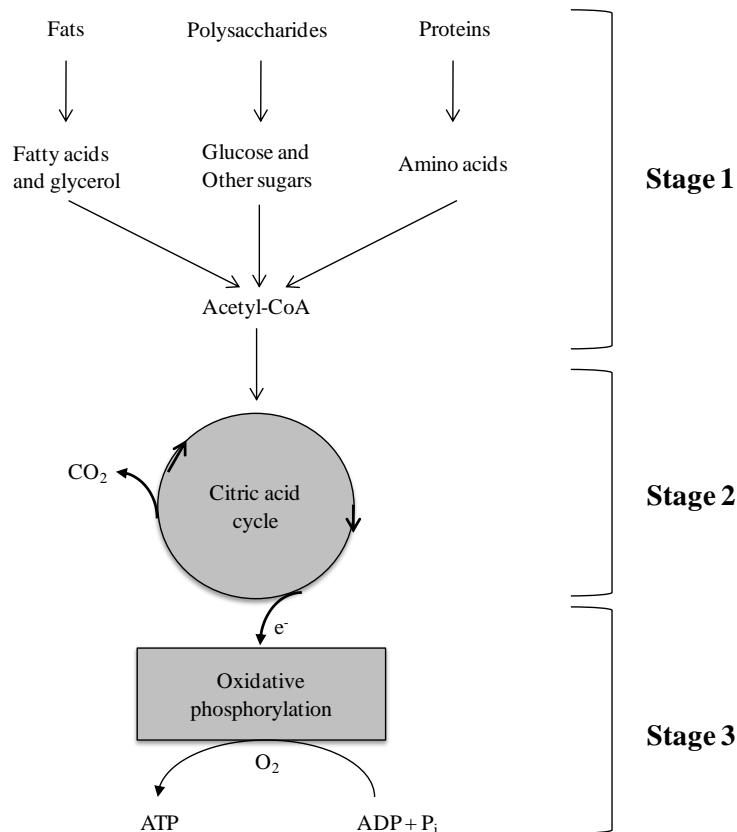 Fats
Polysaccharides
Proteins
Fatty acids
and glycerol
Glucose and
Other sugars
Amino acids
Stage 1
Acetyl-CoA
CO₂
Citric acid
cycle
Stage 2
e⁻
Oxidative
phosphorylation
O₂
Stage 3
ATP
ADP + Pᵢ